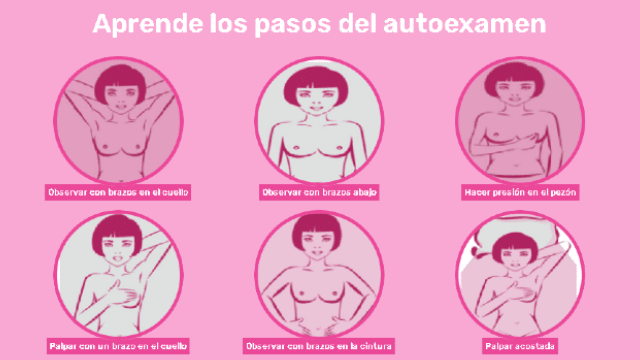 Aprende los pasos del autoexamen
Observar con brazos en el cuello
Observar con brazos abajo
Hacer presión en el pezón
Palpar con un brazo en el cuello
Observar con brazos en la cintura
Palpar acostada